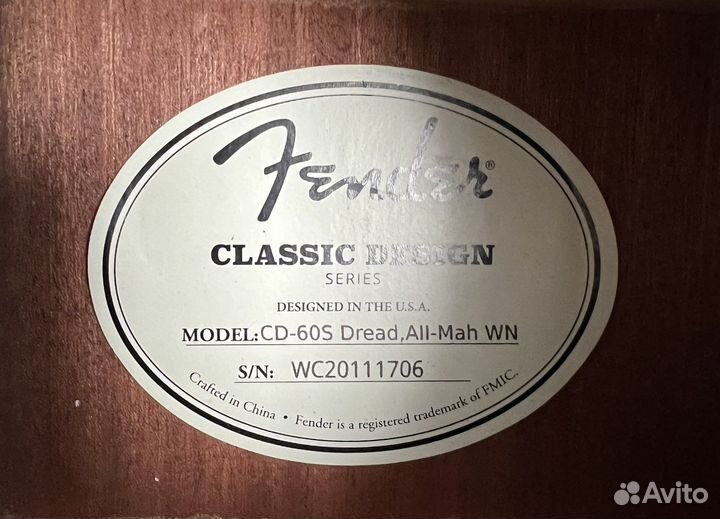 Fender®
CLASSIC DESIGN
SERIES
DESIGNED IN THE U.S.A.
MODEL:CD-60S Dread,All-Mah WN
S/N: WC20111706
Crafted in China • Fender is a registered trademark of FMIC.
Avito